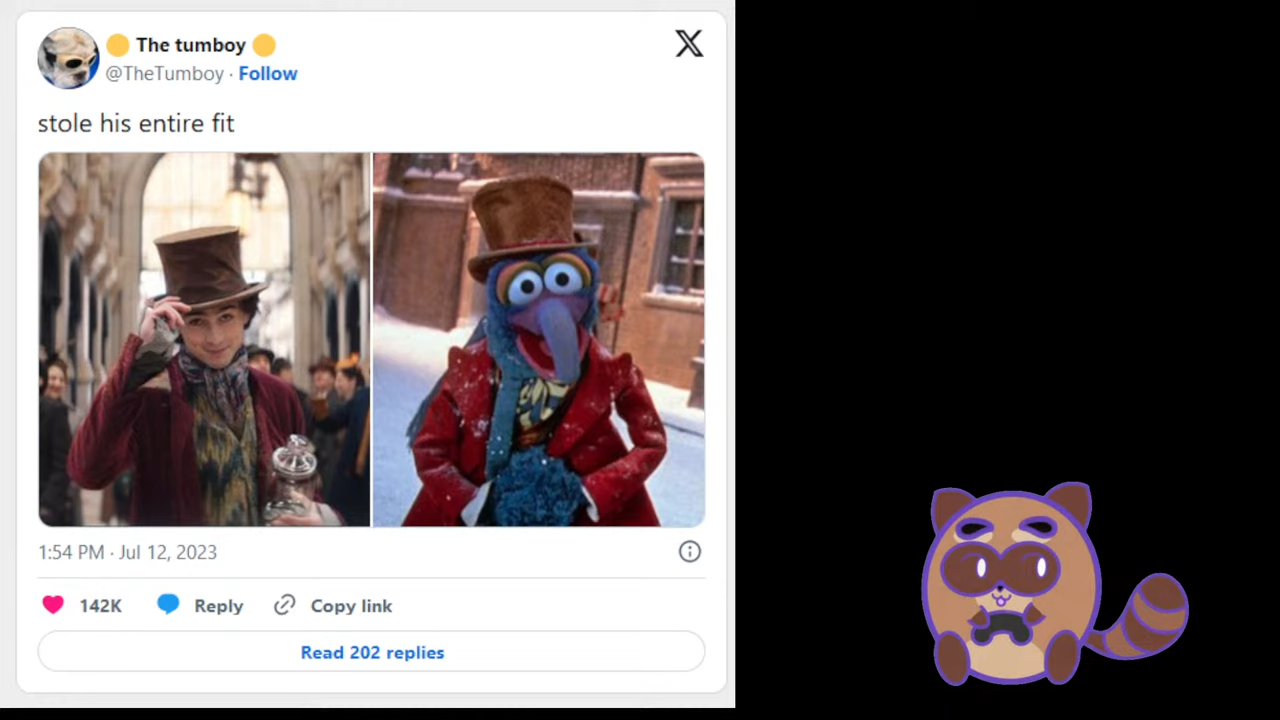 The tumboy
@TheTumboy · Follow
stole his entire fit
1:54 PM · Jul 12, 2023
142K Reply Copy link
Read 202 replies